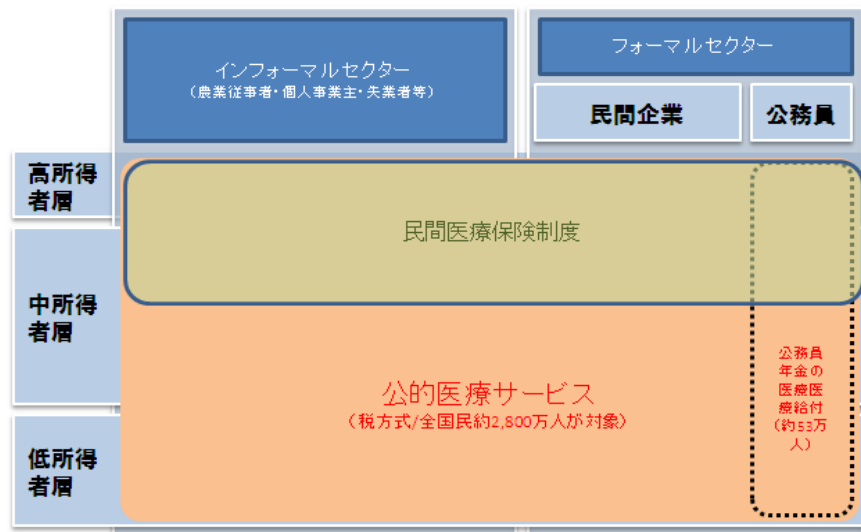 インフォーマルセクター
（農業従事者・個人事業主・失業者等）
フォーマルセクター
民間企業
公務員
高所得
者層
民間医療保険制度
中所得
者層
公務員
年金の
医療医
療給付
（約53万
人）
公的医療サービス
（税方式/全国民約2,800万人が対象）
低所得
者層